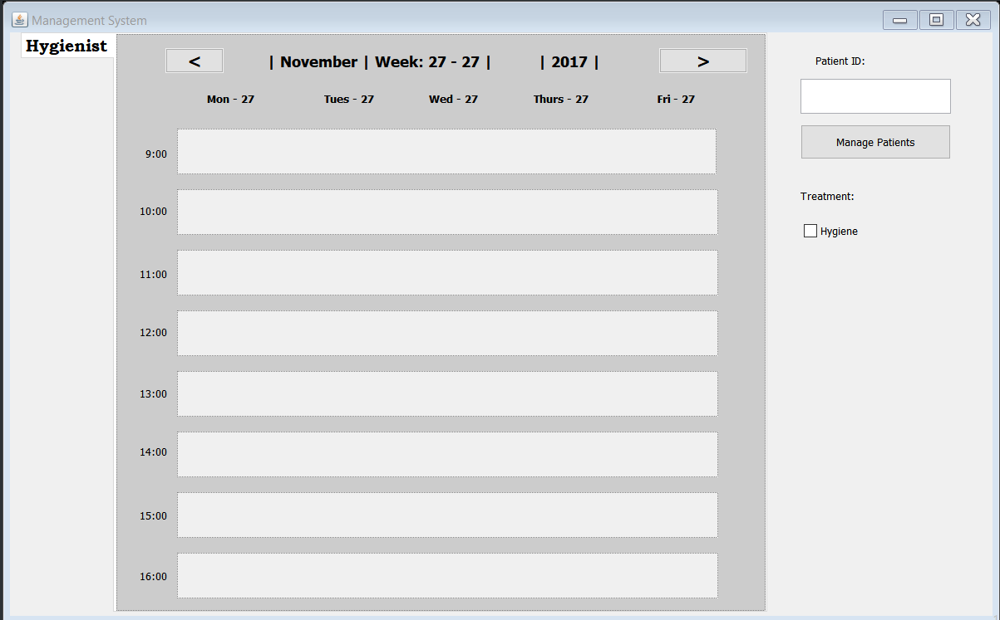 Management System
Hygienist
< | November | Week: 27 - 27 | | 2017 | >
Mon - 27 Tues - 27 Wed - 27 Thurs - 27 Fri - 27
9:00
10:00
11:00
12:00
13:00
14:00
15:00
16:00
Patient ID:
Manage Patients
Treatment:
Hygiene